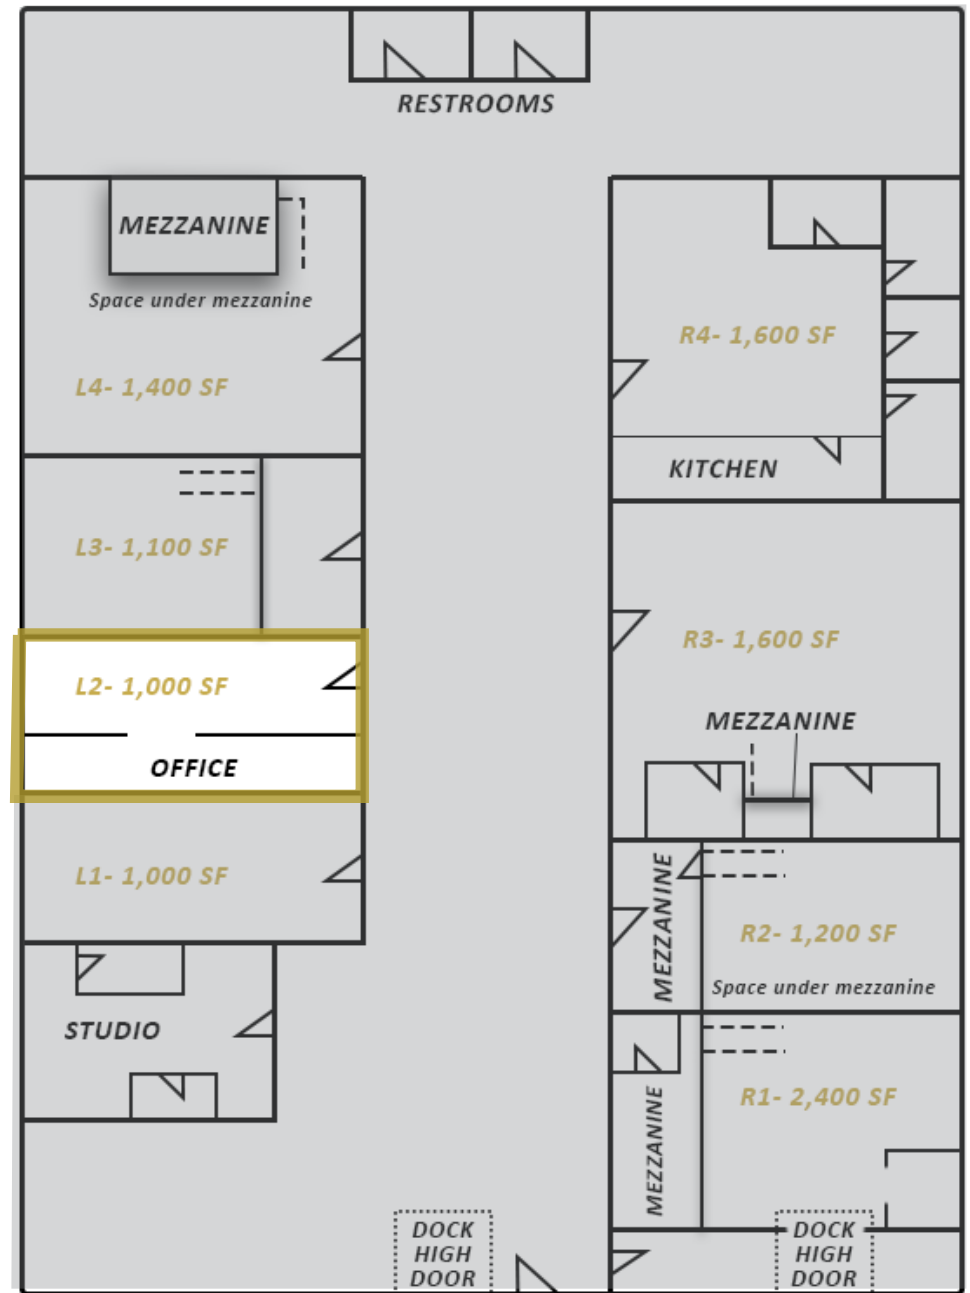 RESTROOMS
MEZZANINE
Space under mezzanine
L4- 1,400 SF
R4- 1,600 SF
KITCHEN
L3- 1,100 SF
R3- 1,600 SF
L2- 1,000 SF
OFFICE
MEZZANINE
L1- 1,000 SF
MEZZANINE
R2- 1,200 SF
Space under mezzanine
STUDIO
MEZZANINE
R1- 2,400 SF
DOCK
HIGH
DOOR
DOCK
HIGH
DOOR